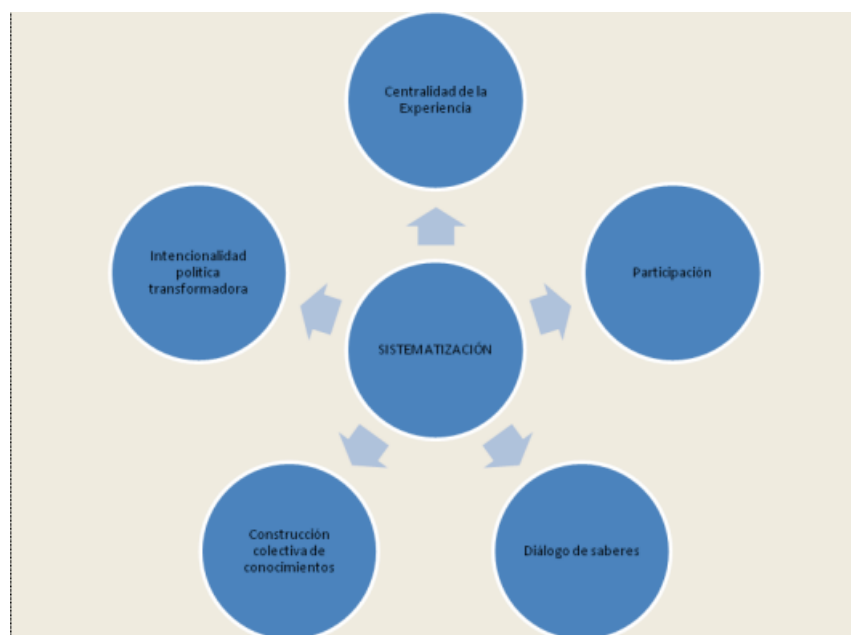 Centralidad de la
Experiencia
Intencionalidad
política
transformadora
Participación
SISTEMATIZACIÓN
Construcción
colectiva de
conocimientos
Diálogo de saberes